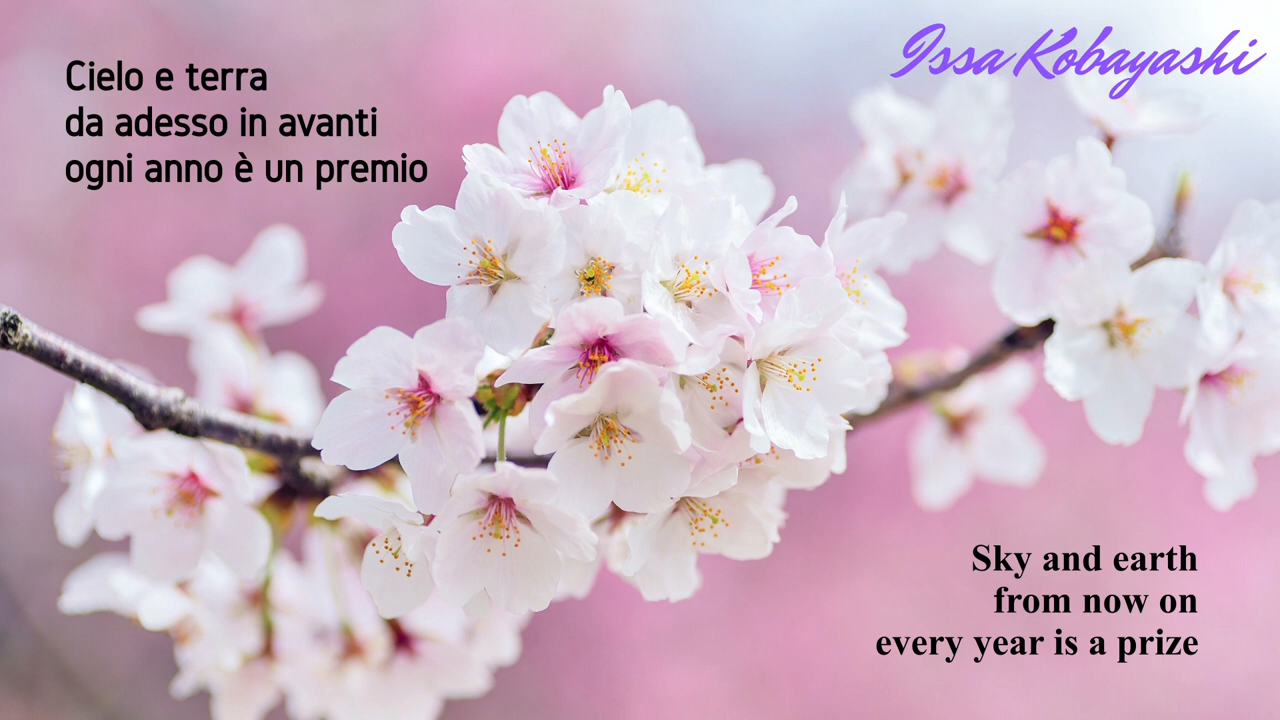 Issa Kobayashi
Cielo e terra
da adesso in avanti
ogni anno è un premio
Sky and earth
from now on
every year is a prize